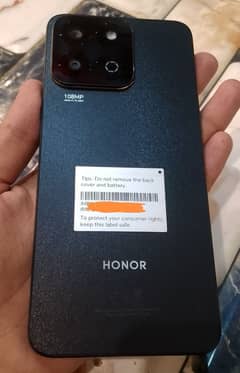 108MP
Tips: Do not remove the back
cover and battery.
To protect your consumer rights,
keep this label safe.
HONOR